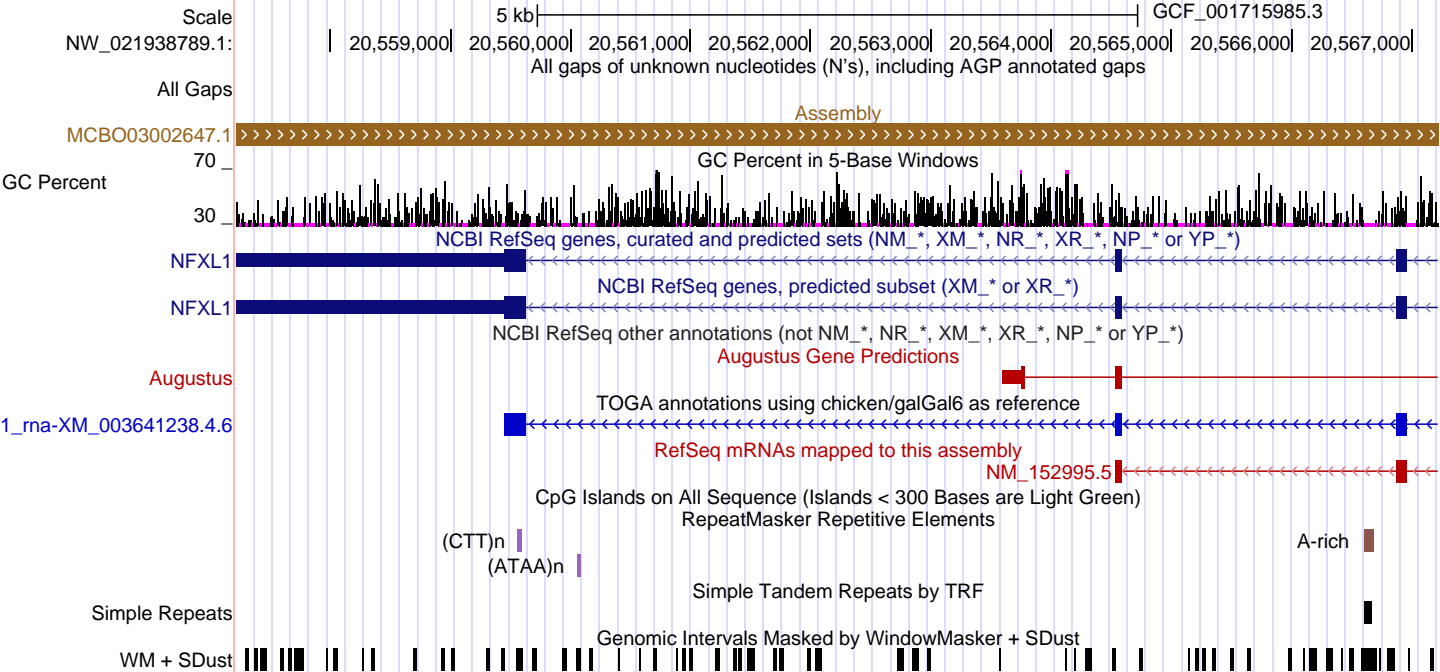 Scale 5 kb GCF_001715985.3
NW_021938789.1: 20,559,000 20,560,000 20,561,000 20,562,000 20,563,000 20,564,000 20,565,000 20,566,000 20,567,000
All gaps of unknown nucleotides (N's), including AGP annotated gaps
All Gaps
Assembly
MCBO03002647.1
70 GC Percent in 5-Base Windows
GC Percent
30
NCBI RefSeq genes, curated and predicted sets (NM_*, XM_*, NR_*, XR_*, NP_* or YP_*)
NFXL1
NCBI RefSeq genes, predicted subset (XM_* or XR_*)
NFXL1
NCBI RefSeq other annotations (not NM_*, NR_*, XM_*, XR_*, NP_* or YP_*)
Augustus Gene Predictions
Augustus
TOGA annotations using chicken/galGal6 as reference
1_rna-XM_003641238.4.6
RefSeq mRNAs mapped to this assembly
NM_152995.5
CpG Islands on All Sequence (Islands < 300 Bases are Light Green)
RepeatMasker Repetitive Elements
(CTT)n A-rich
(ATAA)n
Simple Tandem Repeats by TRF
Simple Repeats
Genomic Intervals Masked by WindowMasker + SDust
WM + SDust